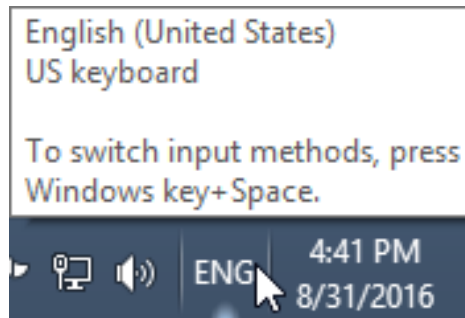 English (United States)
US keyboard
To switch input methods, press
Windows key+Space.
ENG
4:41 PM
8/31/2016